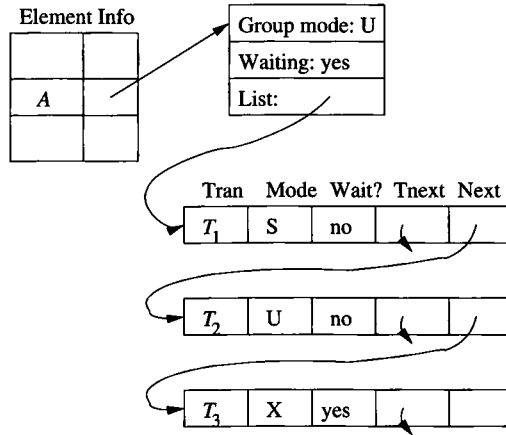 Element Info
A
Group mode: U
Waiting: yes
List:
Tran Mode Wait? Tnext Next
T1 S no
T2 U no
T3 X yes